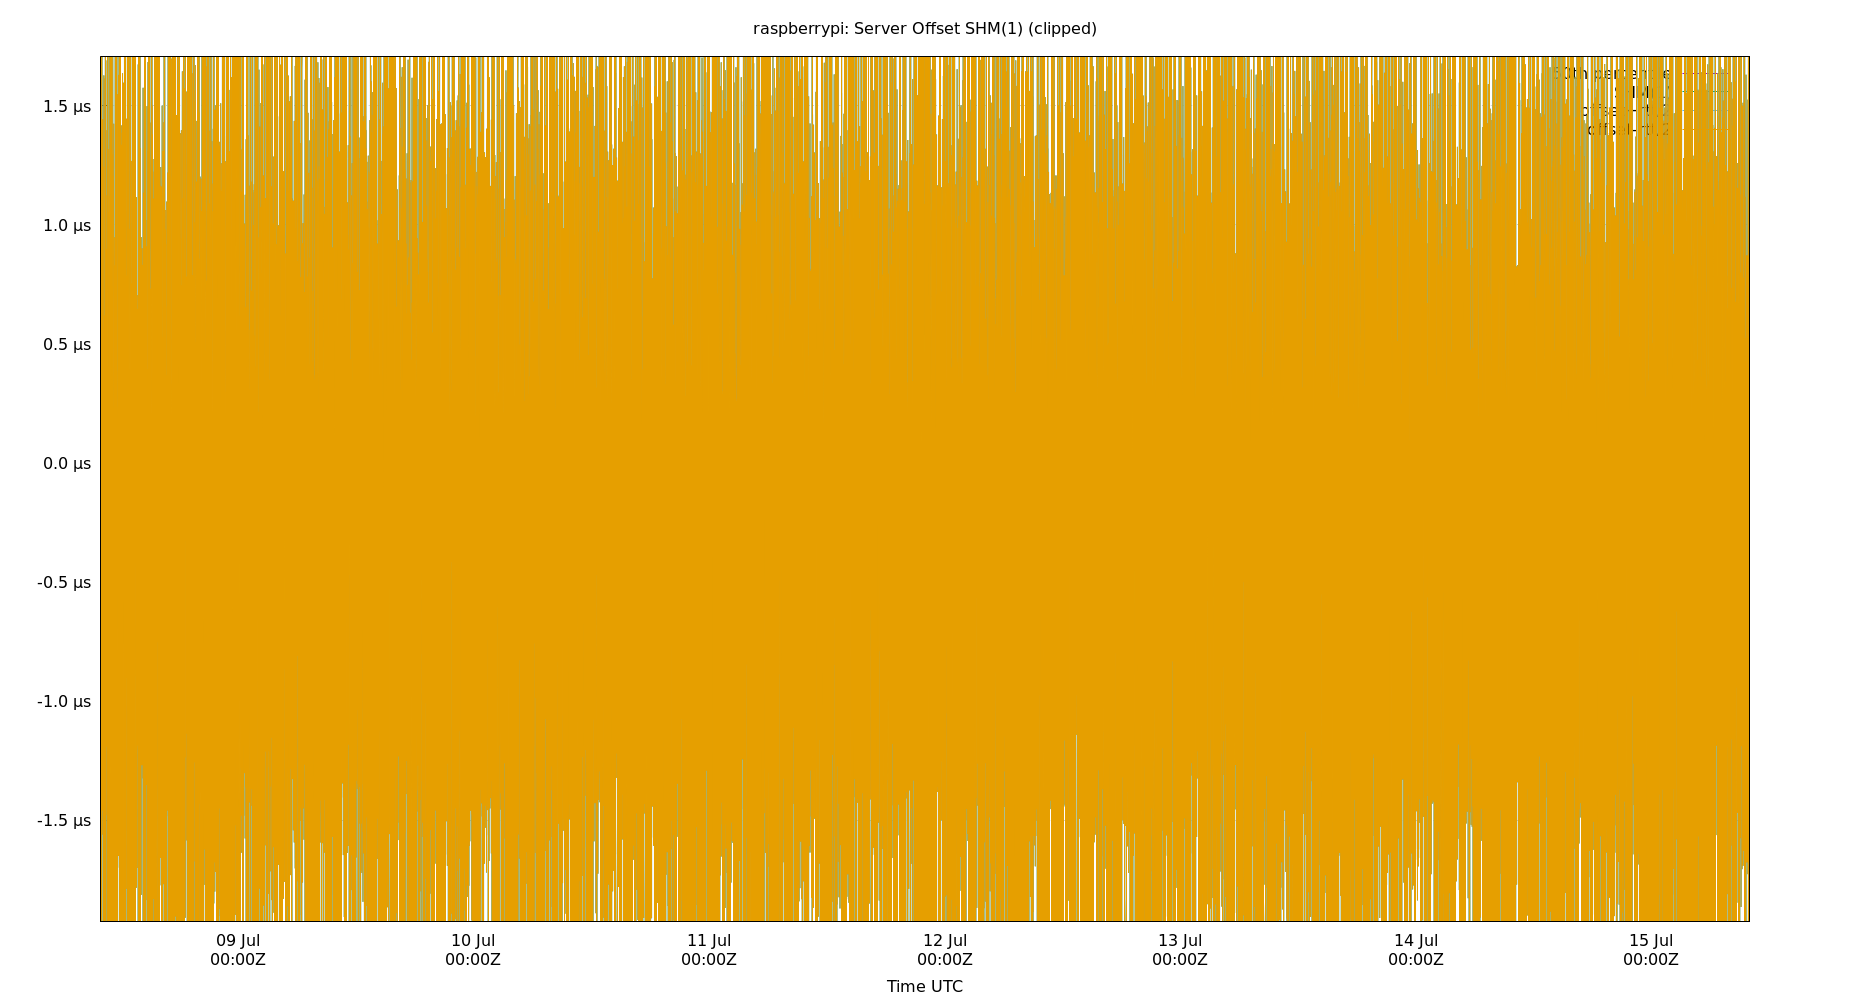 raspberrypi: Server Offset SHM(1) (clipped)
1.5 µs
1.0 µs
0.5 µs
0.0 µs
-0.5 µs
-1.0 µs
-1.5 µs
09 Jul 10 Jul 11 Jul 12 Jul 13 Jul 14 Jul 15 Jul
00:00Z 00:00Z 00:00Z 00:00Z 00:00Z 00:00Z 00:00Z
Time UTC